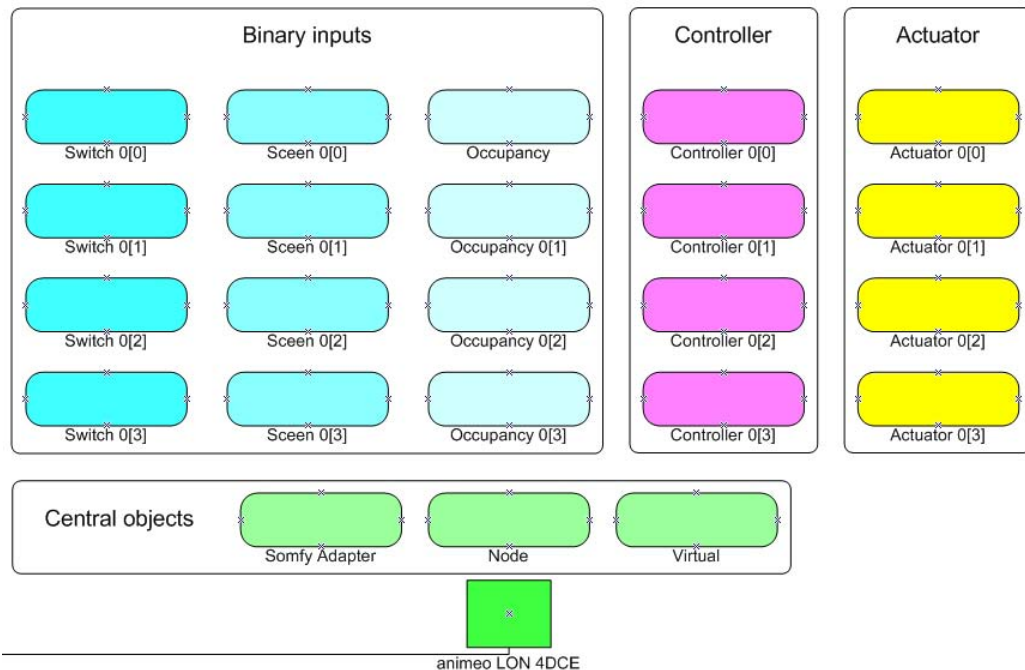 Binary inputs
Controller
Actuator
Switch 0[0]
Sceen 0[0]
Occupancy
Controller 0[0]
Actuator 0[0]
Switch 0[1]
Sceen 0[1]
Occupancy 0[1]
Controller 0[1]
Actuator 0[1]
Switch 0[2]
Sceen 0[2]
Occupancy 0[2]
Controller 0[2]
Actuator 0[2]
Switch 0[3]
Sceen 0[3]
Occupancy 0[3]
Controller 0[3]
Actuator 0[3]
Central objects
Somfy Adapter
Node
Virtual
animeo LON 4DCE